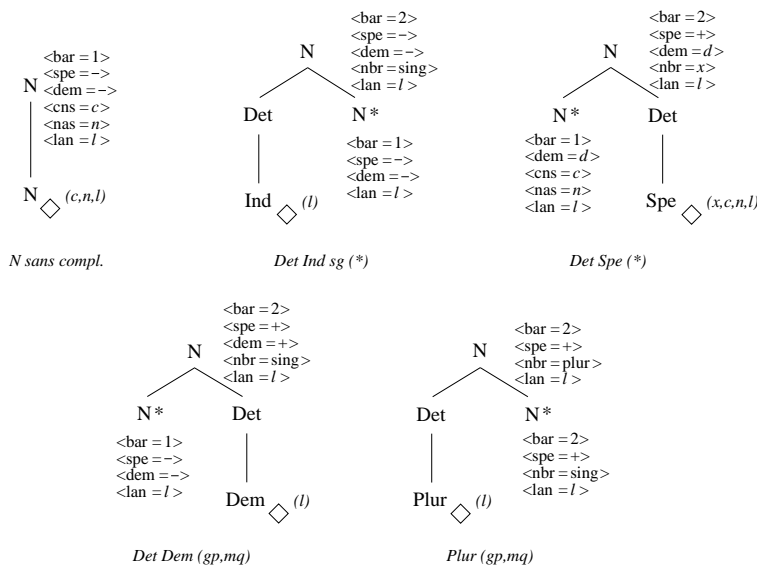 N
<bar = 1>
<spe = −>
<dem = −>
<cns = c>
<nas = n>
<lan = l >
N (c,n,l)
N sans compl.
<bar = 2>
<spe = −>
<dem = −>
<nbr = sing>
<lan = l >
N
Det N*
<bar = 1>
<spe = −>
<dem = −>
<lan = l >
Ind (l)
Det Ind sg (*)
<bar = 2>
<spe = +>
<dem = d>
<nbr = x>
<lan = l >
N
N* Det
<bar = 1>
<dem = d>
<cns = c>
<nas = n>
<lan = l >
Spe (x,c,n,l)
Det Spe (*)
<bar = 2>
<spe = +>
<dem = +>
<nbr = sing>
<lan = l >
N
N* Det
<bar = 1>
<spe = −>
<dem = −>
<lan = l >
Dem (l)
Det Dem (gp,mq)
<bar = 2>
<spe = +>
<nbr = plur>
<lan = l >
N
Det N*
<bar = 2>
<spe = +>
<nbr = sing>
<lan = l >
Plur (l)
Plur (gp,mq)